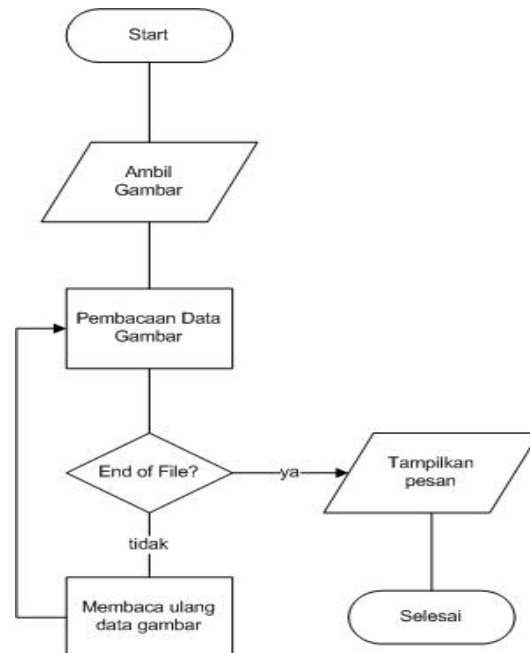 Start
Ambil
Gambar
Pembacaan Data
Gambar
End of File?
ya
Tampilkan
pesan
tidak
Membaca ulang
data gambar
Selesai